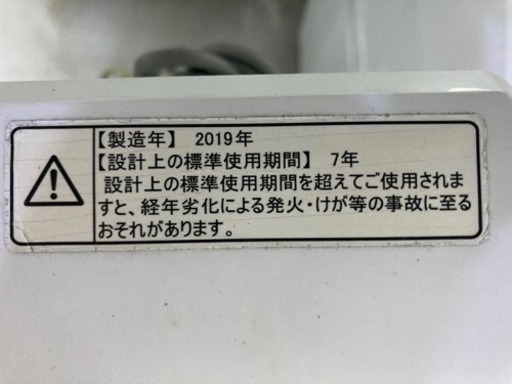 【製造年】 2019年
【設計上の標準使用期間】 7年
設計上の標準使用期間を超えてご使用されま
すと、経年劣化による発火・けが等の事故に至る
おそれがあります。